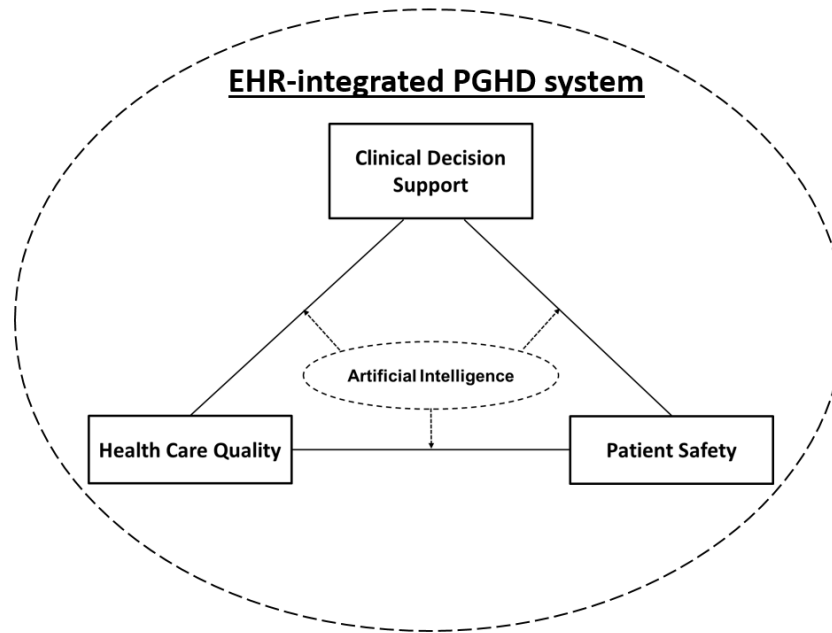 EHR-integrated PGHD system
Clinical Decision
Support
Artificial Intelligence
Health Care Quality
Patient Safety